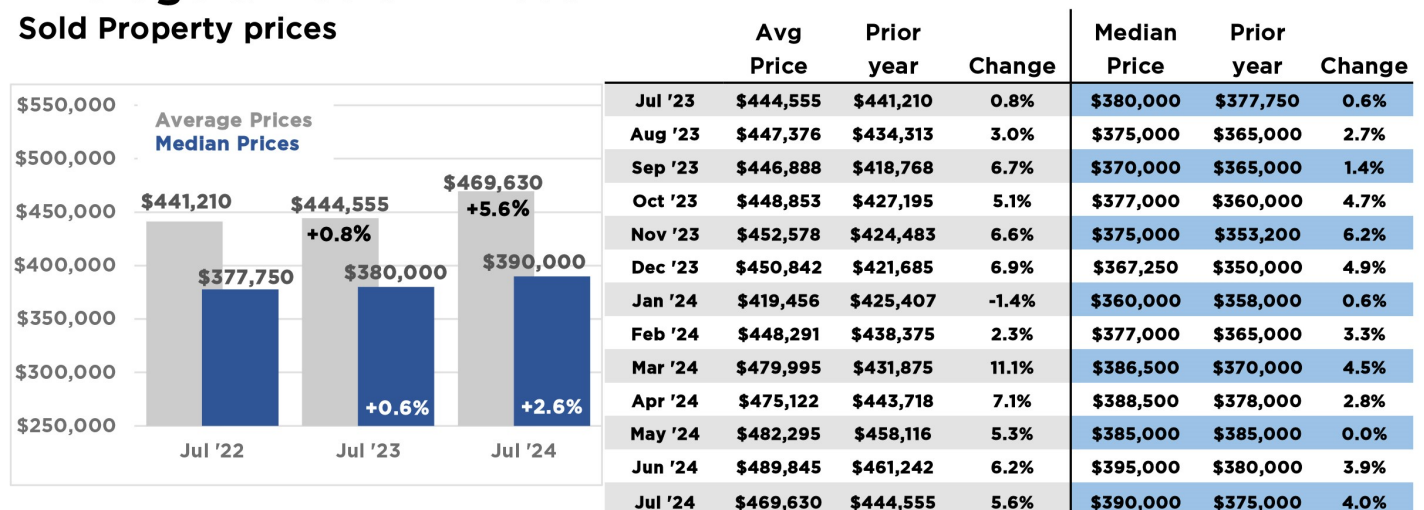 Sold Property prices
$550,000
$500,000
$450,000
$400,000
$350,000
$300,000
$250,000
Average Prices
Median Prices
$441,210
$377,750
$444,555
+0.8%
$380,000
+0.6%
$469,630
+5.6%
$390,000
+2.6%
Jul '22 Jul '23 Jul '24
Avg Prior Median Prior
Price year Change Price year Change
Jul '23 $444,555 $441,210 0.8% $380,000 $377,750 0.6%
Aug '23 $447,376 $434,313 3.0% $375,000 $365,000 2.7%
Sep '23 $446,888 $418,768 6.7% $370,000 $365,000 1.4%
Oct '23 $448,853 $427,195 5.1% $377,000 $360,000 4.7%
Nov '23 $452,578 $424,483 6.6% $375,000 $353,200 6.2%
Dec '23 $450,842 $421,685 6.9% $367,250 $350,000 4.9%
Jan '24 $419,456 $425,407 -1.4% $360,000 $358,000 0.6%
Feb '24 $448,291 $438,375 2.3% $377,000 $365,000 3.3%
Mar '24 $479,995 $431,875 11.1% $386,500 $370,000 4.5%
Apr '24 $475,122 $443,718 7.1% $388,500 $378,000 2.8%
May '24 $482,295 $458,116 5.3% $385,000 $385,000 0.0%
Jun '24 $489,845 $461,242 6.2% $395,000 $380,000 3.9%
Jul '24 $469,630 $444,555 5.6% $390,000 $375,000 4.0%